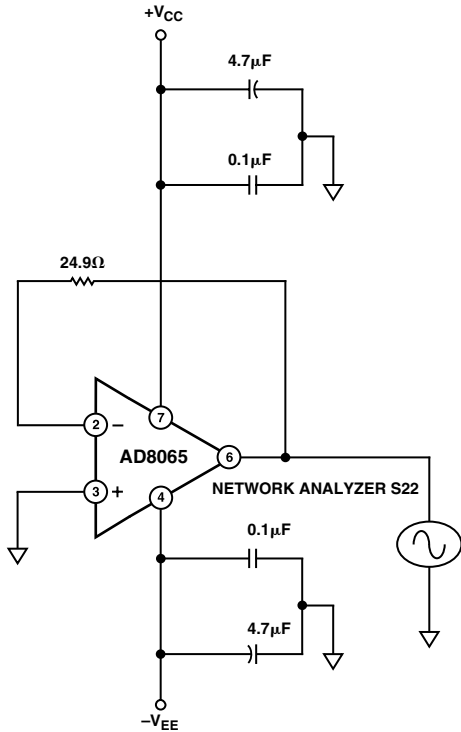 +VCC
4.7μF
0.1μF
24.9Ω
7
2
−
AD8065
6
3
+
4
NETWORK ANALYZER S22
0.1μF
4.7μF
−VEE